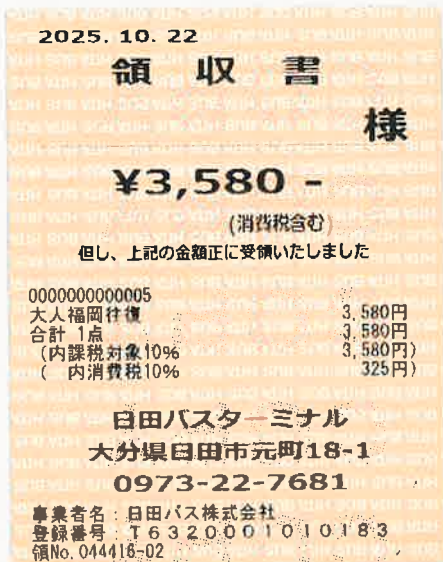 2025.10.22
領収書
様
¥3,580-
(消費税含む)
但し、上記の金額正に受領いたしました
0000000000005
大人福岡往復 3,580円
合計 1点 3,580円
(内課税対象10% 3,580円)
( 内消費税10% 325円)
日田バスターミナル
大分県日田市元町18-1
0973-22-7681
事業者名:日田バス株式会社
登録番号:T6320001010183
領No.044416-02